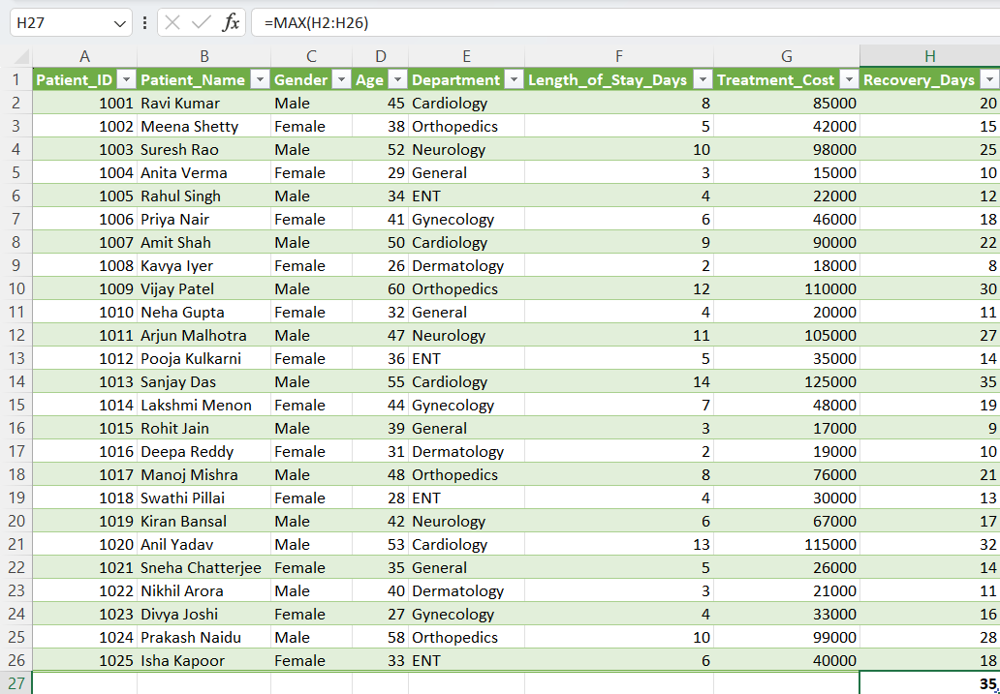 H27 fx =MAX(H2:H26)
A B C D E F G H
1 Patient_ID Patient_Name Gender Age Department Length_of_Stay_Days Treatment_Cost Recovery_Days
2 1001 Ravi Kumar Male 45 Cardiology 8 85000 20
3 1002 Meena Shetty Female 38 Orthopedics 5 42000 15
4 1003 Suresh Rao Male 52 Neurology 10 98000 25
5 1004 Anita Verma Female 29 General 3 15000 10
6 1005 Rahul Singh Male 34 ENT 4 22000 12
7 1006 Priya Nair Female 41 Gynecology 6 46000 18
8 1007 Amit Shah Male 50 Cardiology 9 90000 22
9 1008 Kavya Iyer Female 26 Dermatology 2 18000 8
10 1009 Vijay Patel Male 60 Orthopedics 12 110000 30
11 1010 Neha Gupta Female 32 General 4 20000 11
12 1011 Arjun Malhotra Male 47 Neurology 11 105000 27
13 1012 Pooja Kulkarni Female 36 ENT 5 35000 14
14 1013 Sanjay Das Male 55 Cardiology 14 125000 35
15 1014 Lakshmi Menon Female 44 Gynecology 7 48000 19
16 1015 Rohit Jain Male 39 General 3 17000 9
17 1016 Deepa Reddy Female 31 Dermatology 2 19000 10
18 1017 Manoj Mishra Male 48 Orthopedics 8 76000 21
19 1018 Swathi Pillai Female 28 ENT 4 30000 13
20 1019 Kiran Bansal Male 42 Neurology 6 67000 17
21 1020 Anil Yadav Male 53 Cardiology 13 115000 32
22 1021 Sneha Chatterjee Female 35 General 5 26000 14
23 1022 Nikhil Arora Male 40 Dermatology 3 21000 11
24 1023 Divya Joshi Female 27 Gynecology 4 33000 16
25 1024 Prakash Naidu Male 58 Orthopedics 10 99000 28
26 1025 Isha Kapoor Female 33 ENT 6 40000 18
27 35